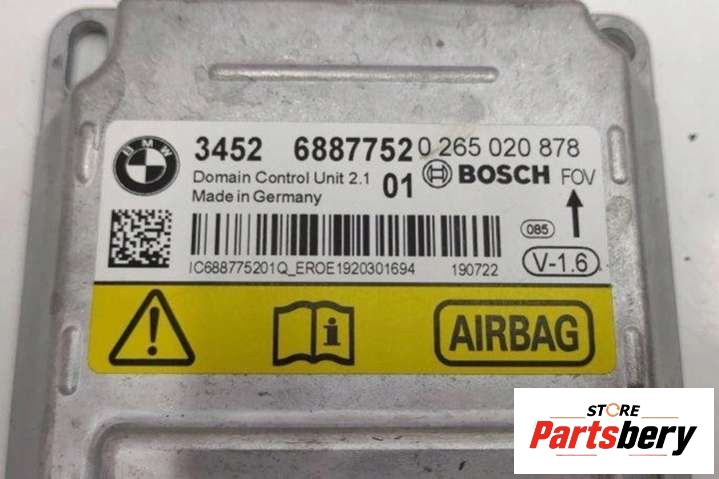 BMW
3452 6887752 0 265 020 878
Domain Control Unit 2.1 01 BOSCH FOV
Made in Germany
085
V-1.6
IC688775201Q_EROE1920301694 190722
i AIRBAG
STORE
Partsbery